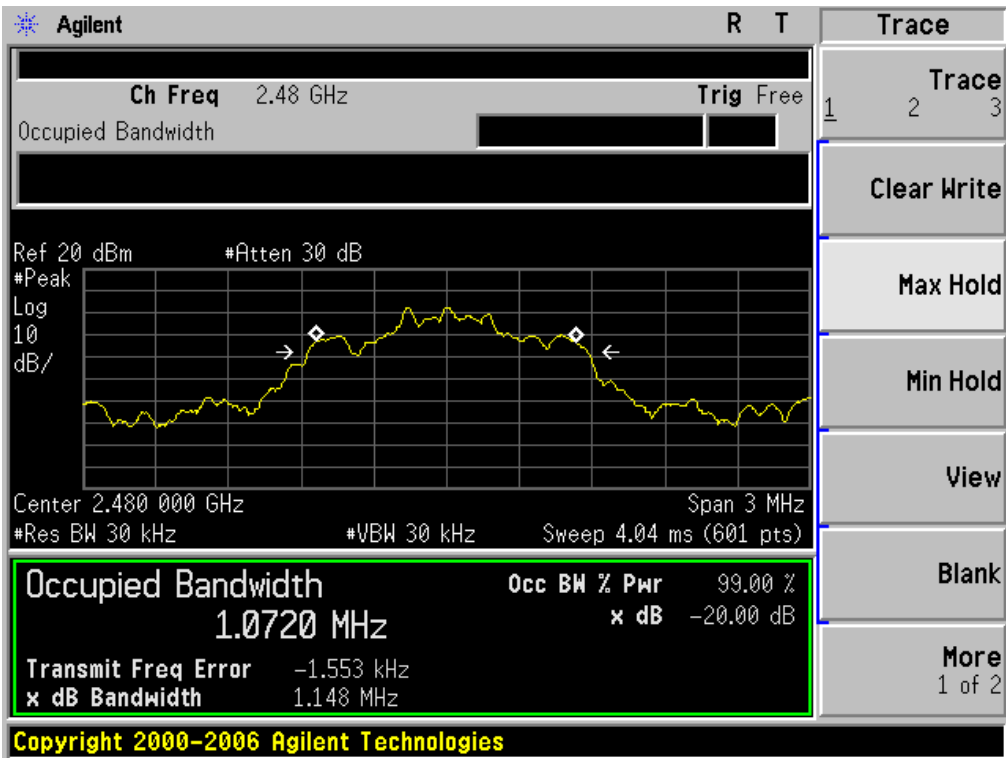 Agilent R T
Ch Freq 2.48 GHz Trig Free
Occupied Bandwidth
Ref 20 dBm #Atten 30 dB
#Peak
Log
10
dB/
Center 2.480 000 GHz Span 3 MHz
#Res BW 30 kHz #VBW 30 kHz Sweep 4.04 ms (601 pts)
Occupied Bandwidth
1.0720 MHz
Occ BW % Pwr 99.00 %
x dB -20.00 dB
Transmit Freq Error -1.553 kHz
x dB Bandwidth 1.148 MHz
Copyright 2000-2006 Agilent Technologies
Trace
Trace
1 2 3
Clear Write
Max Hold
Min Hold
View
Blank
More
1 of 2